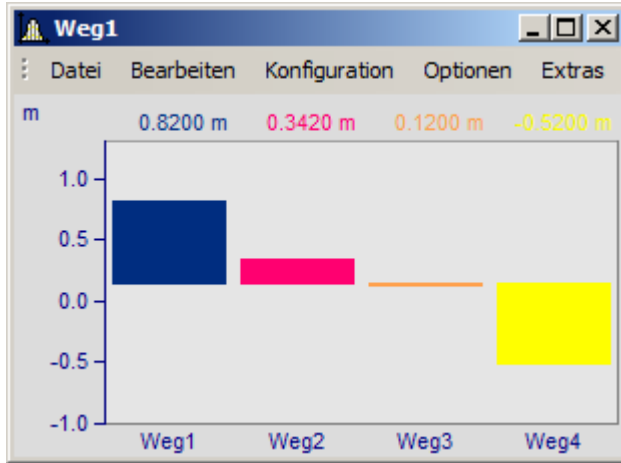 Weg1
Datei Bearbeiten Konfiguration Optionen Extras
m 0.8200 m 0.3420 m 0.1200 m -0.5200 m
1.0
0.5
0.0
-0.5
-1.0
Weg1 Weg2 Weg3 Weg4